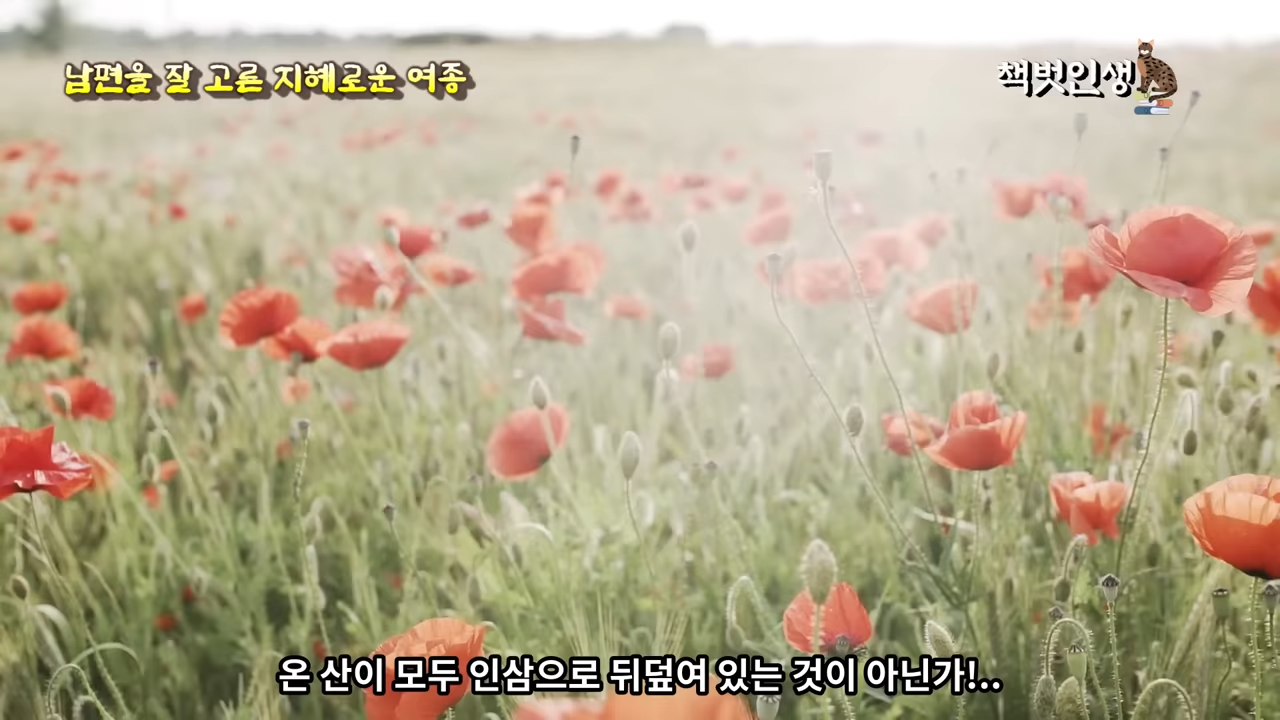 남편을 잘 고른 지혜로운 여종
책벗인생
온 산이 모두 인삼으로 뒤덮여 있는 것이 아닌가!..